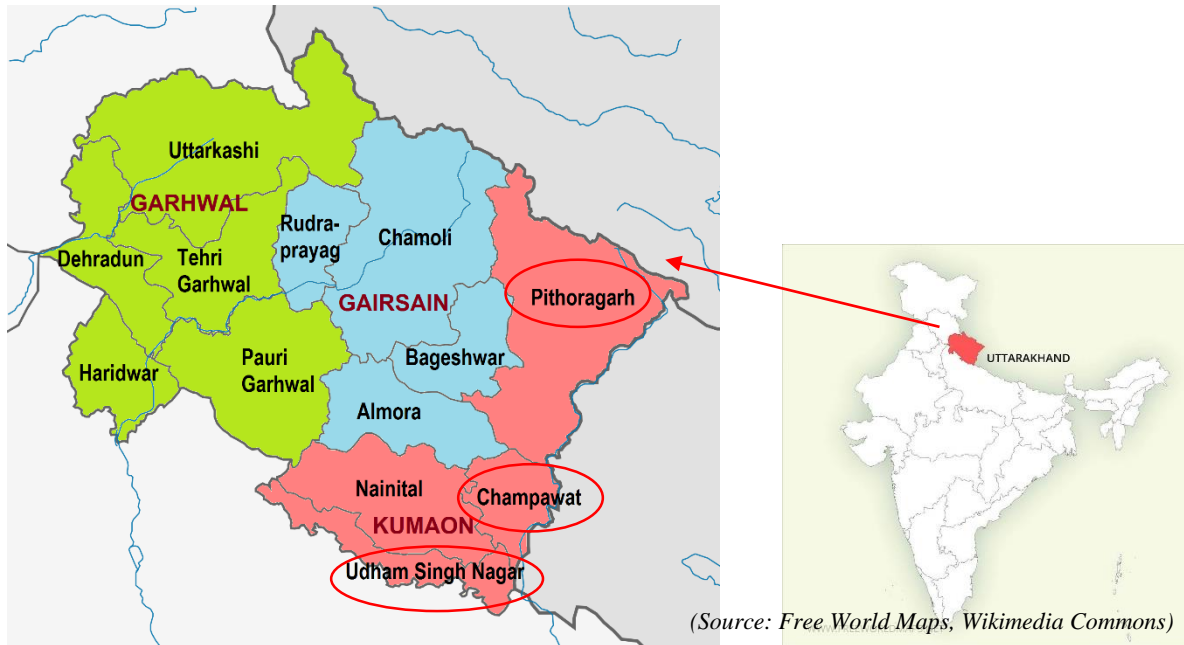 Uttarkashi
GARHWAL
Rudra-
prayag
Chamoli
Dehradun
Tehri
Garhwal
GAIRSAIN
Pithoragarh
Haridwar
Pauri
Garhwal
Bageshwar
Almora
Nainital
Champawat
KUMAON
Udham Singh Nagar
UTTARAKHAND
(Source: Free World Maps, Wikimedia Commons)